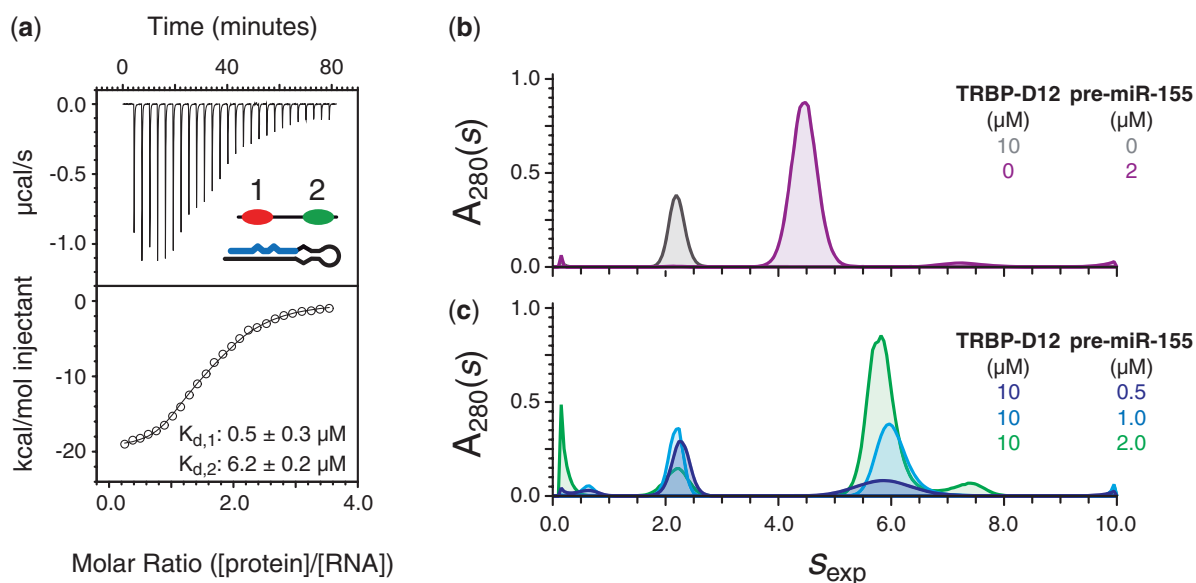 (a)
Time (minutes)
0 40 80
0.0
-0.5
-1.0
µcal/s
1 2
0
-10
-20
kcal/mol injectant
K_d,1: 0.5 ± 0.3 µM
K_d,2: 6.2 ± 0.2 µM
0.0 2.0 4.0
Molar Ratio ([protein]/[RNA])
(b)
1.0
0.5
0.0
A280(s)
TRBP-D12 pre-miR-155
(µM) (µM)
10 0
0 2
(c)
1.0
0.5
0.0
A280(s)
TRBP-D12 pre-miR-155
(µM) (µM)
10 0.5
10 1.0
10 2.0
0.0 2.0 4.0 6.0 8.0 10.0
s_exp